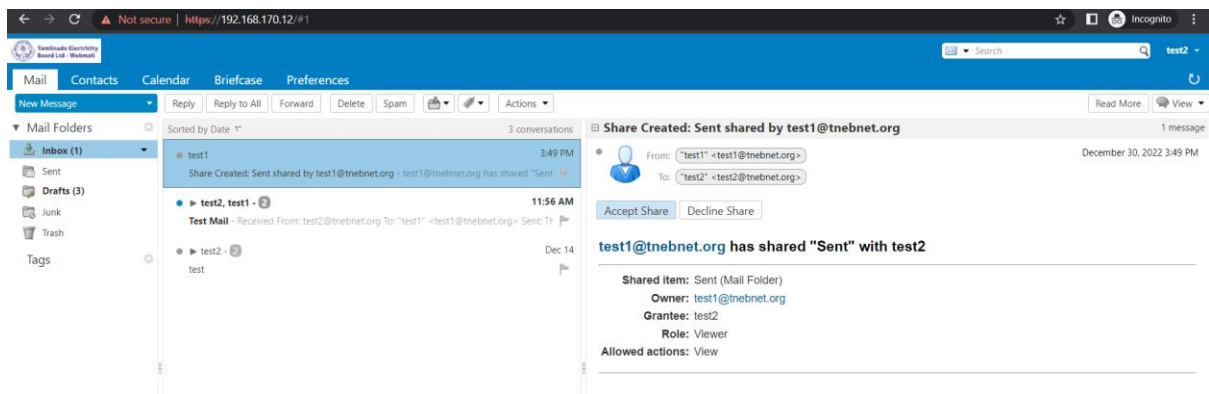 Not secure | https://192.168.170.12/#1
Incognito
Tamilnadu Electricity
Board Ltd - Webmail
Search
test2
Mail Contacts Calendar Briefcase Preferences
New Message
Reply Reply to All Forward Delete Spam Actions
Read More View
Mail Folders
Inbox (1)
Sent
Drafts (3)
Junk
Trash
Tags
Sorted by Date 3 conversations
test1 3:49 PM
Share Created: Sent shared by test1@tnebnet.org - test1@tnebnet.org has shared "Sent
test2, test1 - 2 11:56 AM
Test Mail - Received From: test2@tnebnet.org To: "test1" <test1@tnebnet.org> Sent: Th
test2 - 2 Dec 14
test
Share Created: Sent shared by test1@tnebnet.org 1 message
From: "test1" <test1@tnebnet.org> December 30, 2022 3:49 PM
To: "test2" <test2@tnebnet.org>
Accept Share Decline Share
test1@tnebnet.org has shared "Sent" with test2
Shared item: Sent (Mail Folder)
Owner: test1@tnebnet.org
Grantee: test2
Role: Viewer
Allowed actions: View